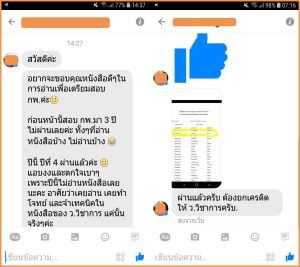 77% 14:37
14:27
สวัสดีค่ะ
อยากจะขอบคุณหนังสือดีๆใน
การอ่านเพื่อเตรียมสอบ
กพ.ค่ะ
ก่อนหน้านี้สอบ กพ.มา 3 ปี
ไม่ผ่านเลยค่ะ ทั้งๆที่อ่าน
หนังสือบ้าง ไม่อ่านบ้าง
ปีนี้ ปีที่ 4 ผ่านแล้วค่ะ
แอบงงและตกใจเบาๆ
เพราะปีนี้ไม่อ่านหนังสือเลย
นะคะ อาศัยว่าเคยอ่าน เคยทำ
โจทย์ และจำเทคนิคใน
หนังสือของ ว.วิชาการ แค่นั้น
จริงๆค่ะ
Aa
เขียนข้อความ...
98% 07:16
ผ่านแล้วครับ ต้องยกเครดิต
ให้ ว.วิชาการครับ.
ส่งจากเว็บ
Aa
เขียนข้อความ...